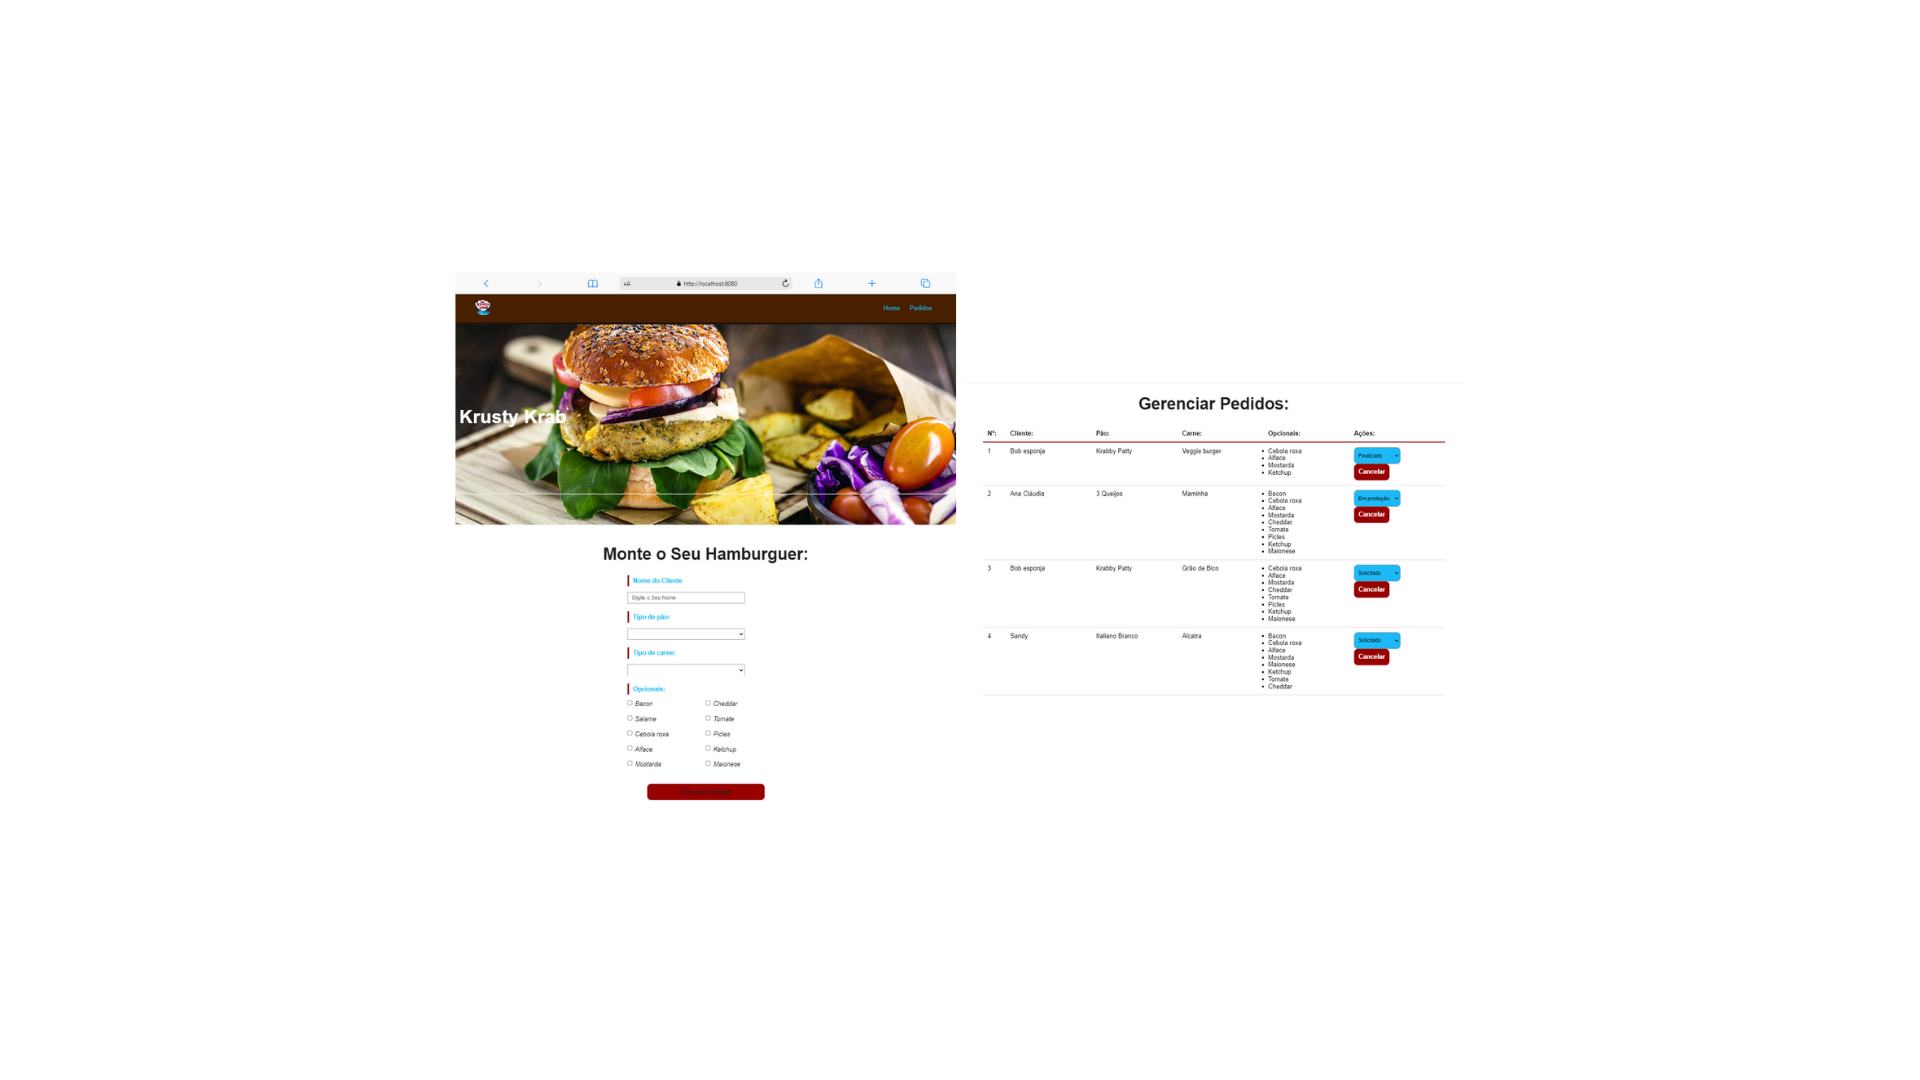 AA
http://localhost:8080
Home Pedidos
Krusty Krab
Monte o Seu Hamburguer:
Nome do Cliente
Digite o Seu Nome
Tipo de pão:
Tipo de carne:
Opcionais:
Bacon Cheddar
Salame Tomate
Cebola roxa Picles
Alface Ketchup
Mostarda Maionese
Gerenciar Pedidos:
Nº: Cliente: Pão: Carne: Opcionais: Ações:
1 Bob esponja Krabby Patty Veggie burger
Cebola roxa
Alface
Mostarda
Ketchup
Finalizado
Cancelar
2 Ana Cláudia 3 Queijos Maminha
Bacon
Cebola roxa
Alface
Mostarda
Cheddar
Tomate
Picles
Ketchup
Maionese
Em produção
Cancelar
3 Bob esponja Krabby Patty Grão de Bico
Cebola roxa
Alface
Mostarda
Cheddar
Tomate
Picles
Ketchup
Maionese
Solicitado
Cancelar
4 Sandy Italiano Branco Alcatra
Bacon
Cebola roxa
Alface
Mostarda
Maionese
Ketchup
Tomate
Cheddar
Solicitado
Cancelar